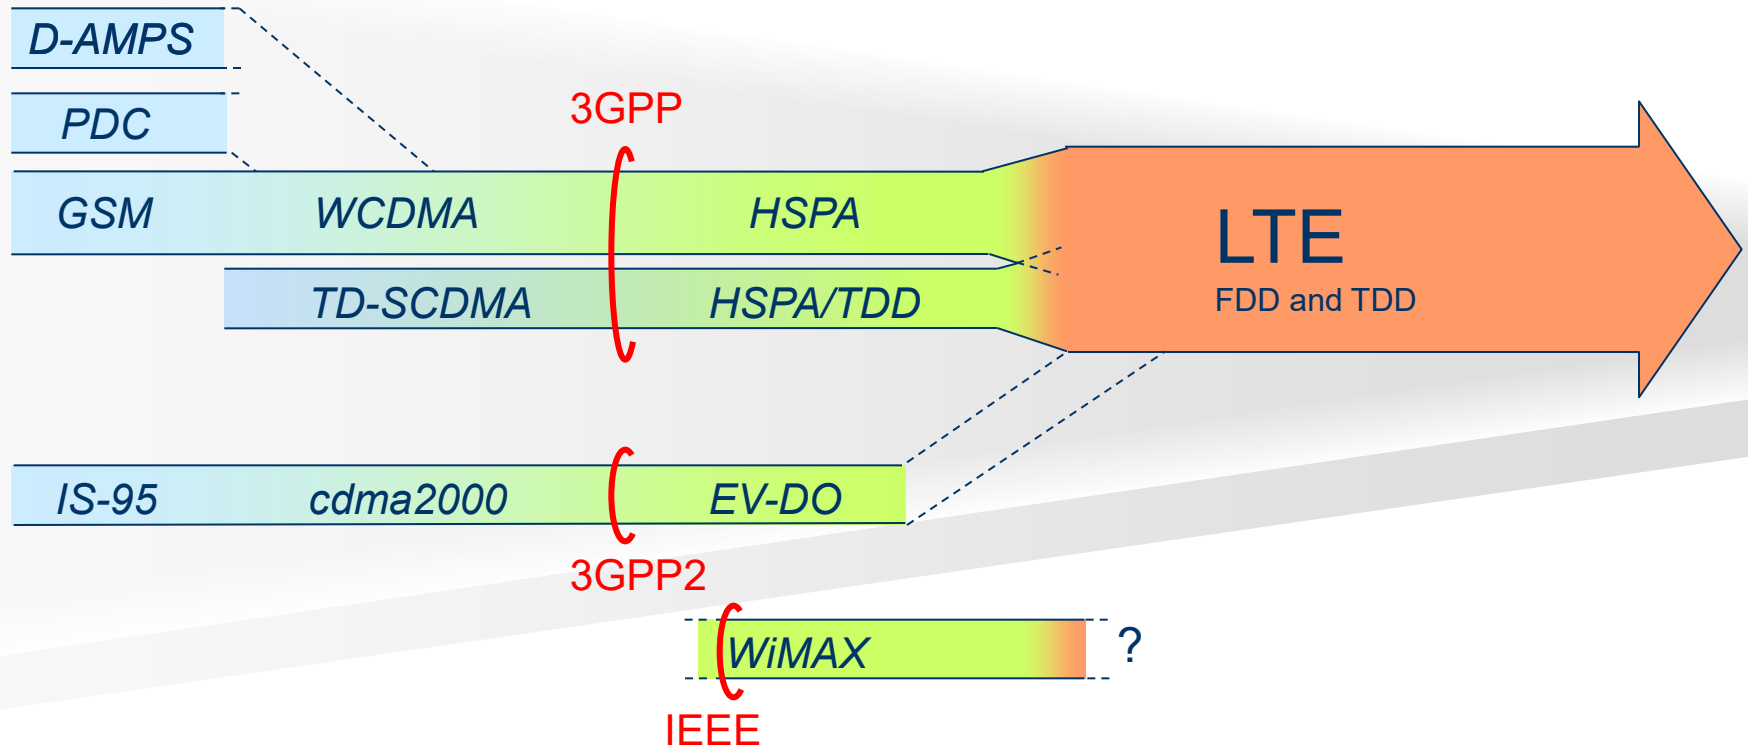 D-AMPS
PDC
3GPP
GSM WCDMA HSPA
LTE
TD-SCDMA HSPA/TDD
FDD and TDD
IS-95 cdma2000 EV-DO
3GPP2
WiMAX ?
IEEE